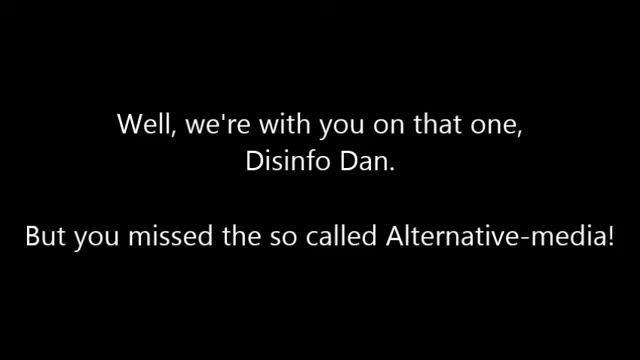 Well, we're with you on that one,
Disinfo Dan.
But you missed the so called Alternative-media!